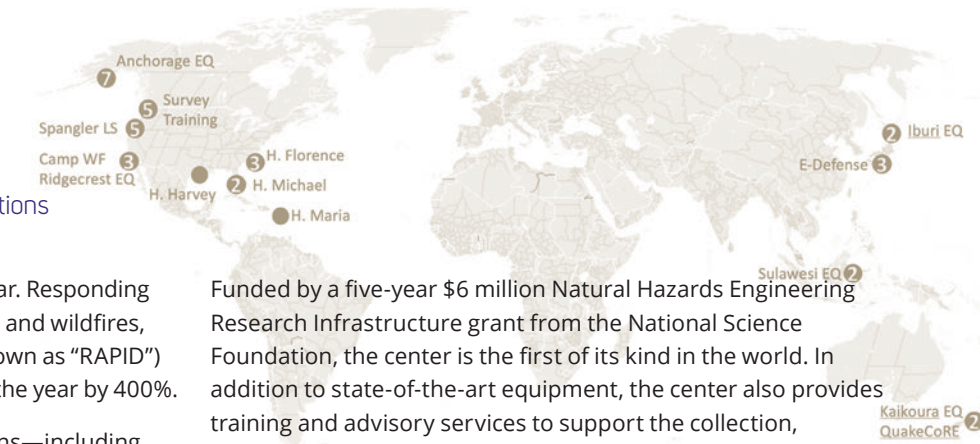 Anchorage EQ
7
5
Survey
Training
Spangler LS
5
Camp WF
Ridgecrest EQ
3
H. Harvey
3
H. Florence
2
H. Michael
H. Maria
2
Iburi EQ
E-Defense
3
Sulawesi EQ
2
Kaikoura EQ
QuakeCoRE
2
tions
ar. Responding
and wildfires,
own as “RAPID”)
the year by 400%.
ns—including
Funded by a five-year $6 million Natural Hazards Engineering
Research Infrastructure grant from the National Science
Foundation, the center is the first of its kind in the world. In
addition to state-of-the-art equipment, the center also provides
training and advisory services to support the collection,